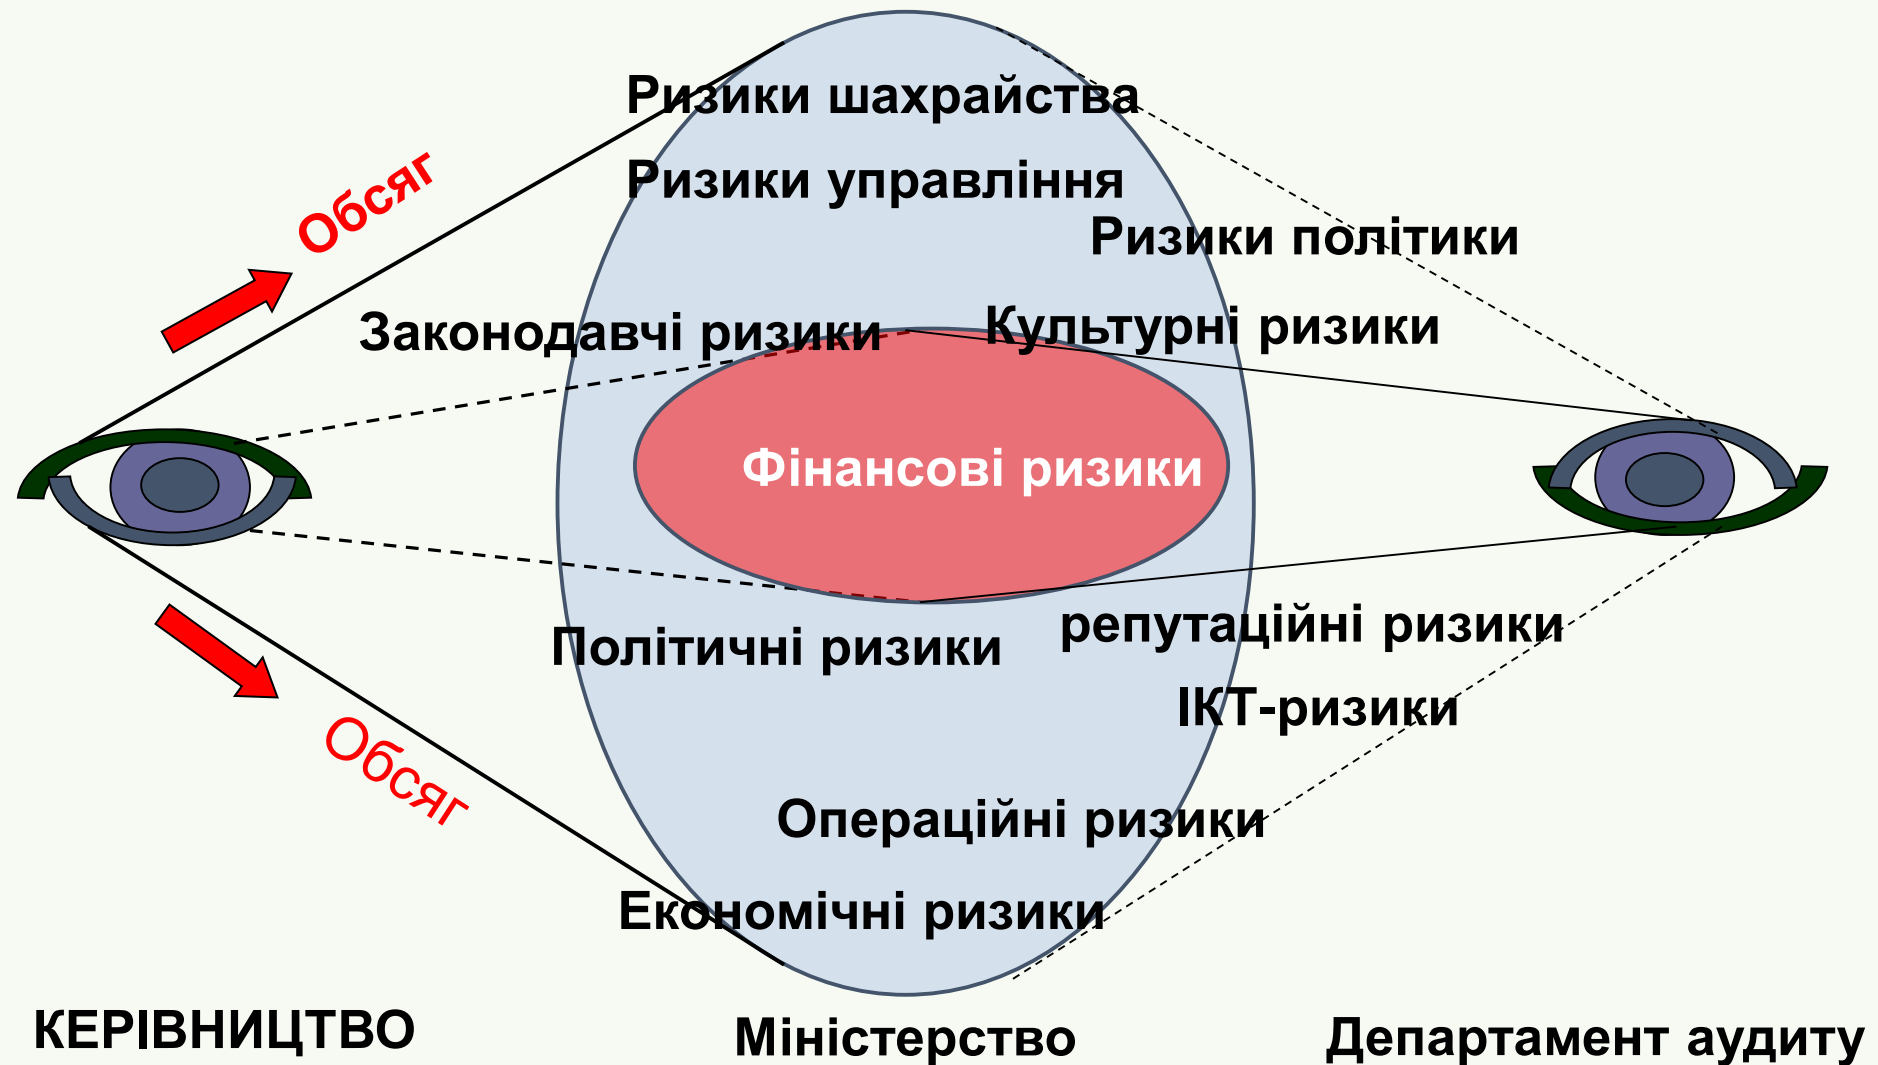 Ризики шахрайства
Ризики управління
Обсяг
Ризики політики
Законодавчі ризики
Культурні ризики
Фінансові ризики
Політичні ризики
репутаційні ризики
ІКТ-ризики
Обсяг
Операційні ризики
Економічні ризики
КЕРІВНИЦТВО
Міністерство
Департамент аудиту